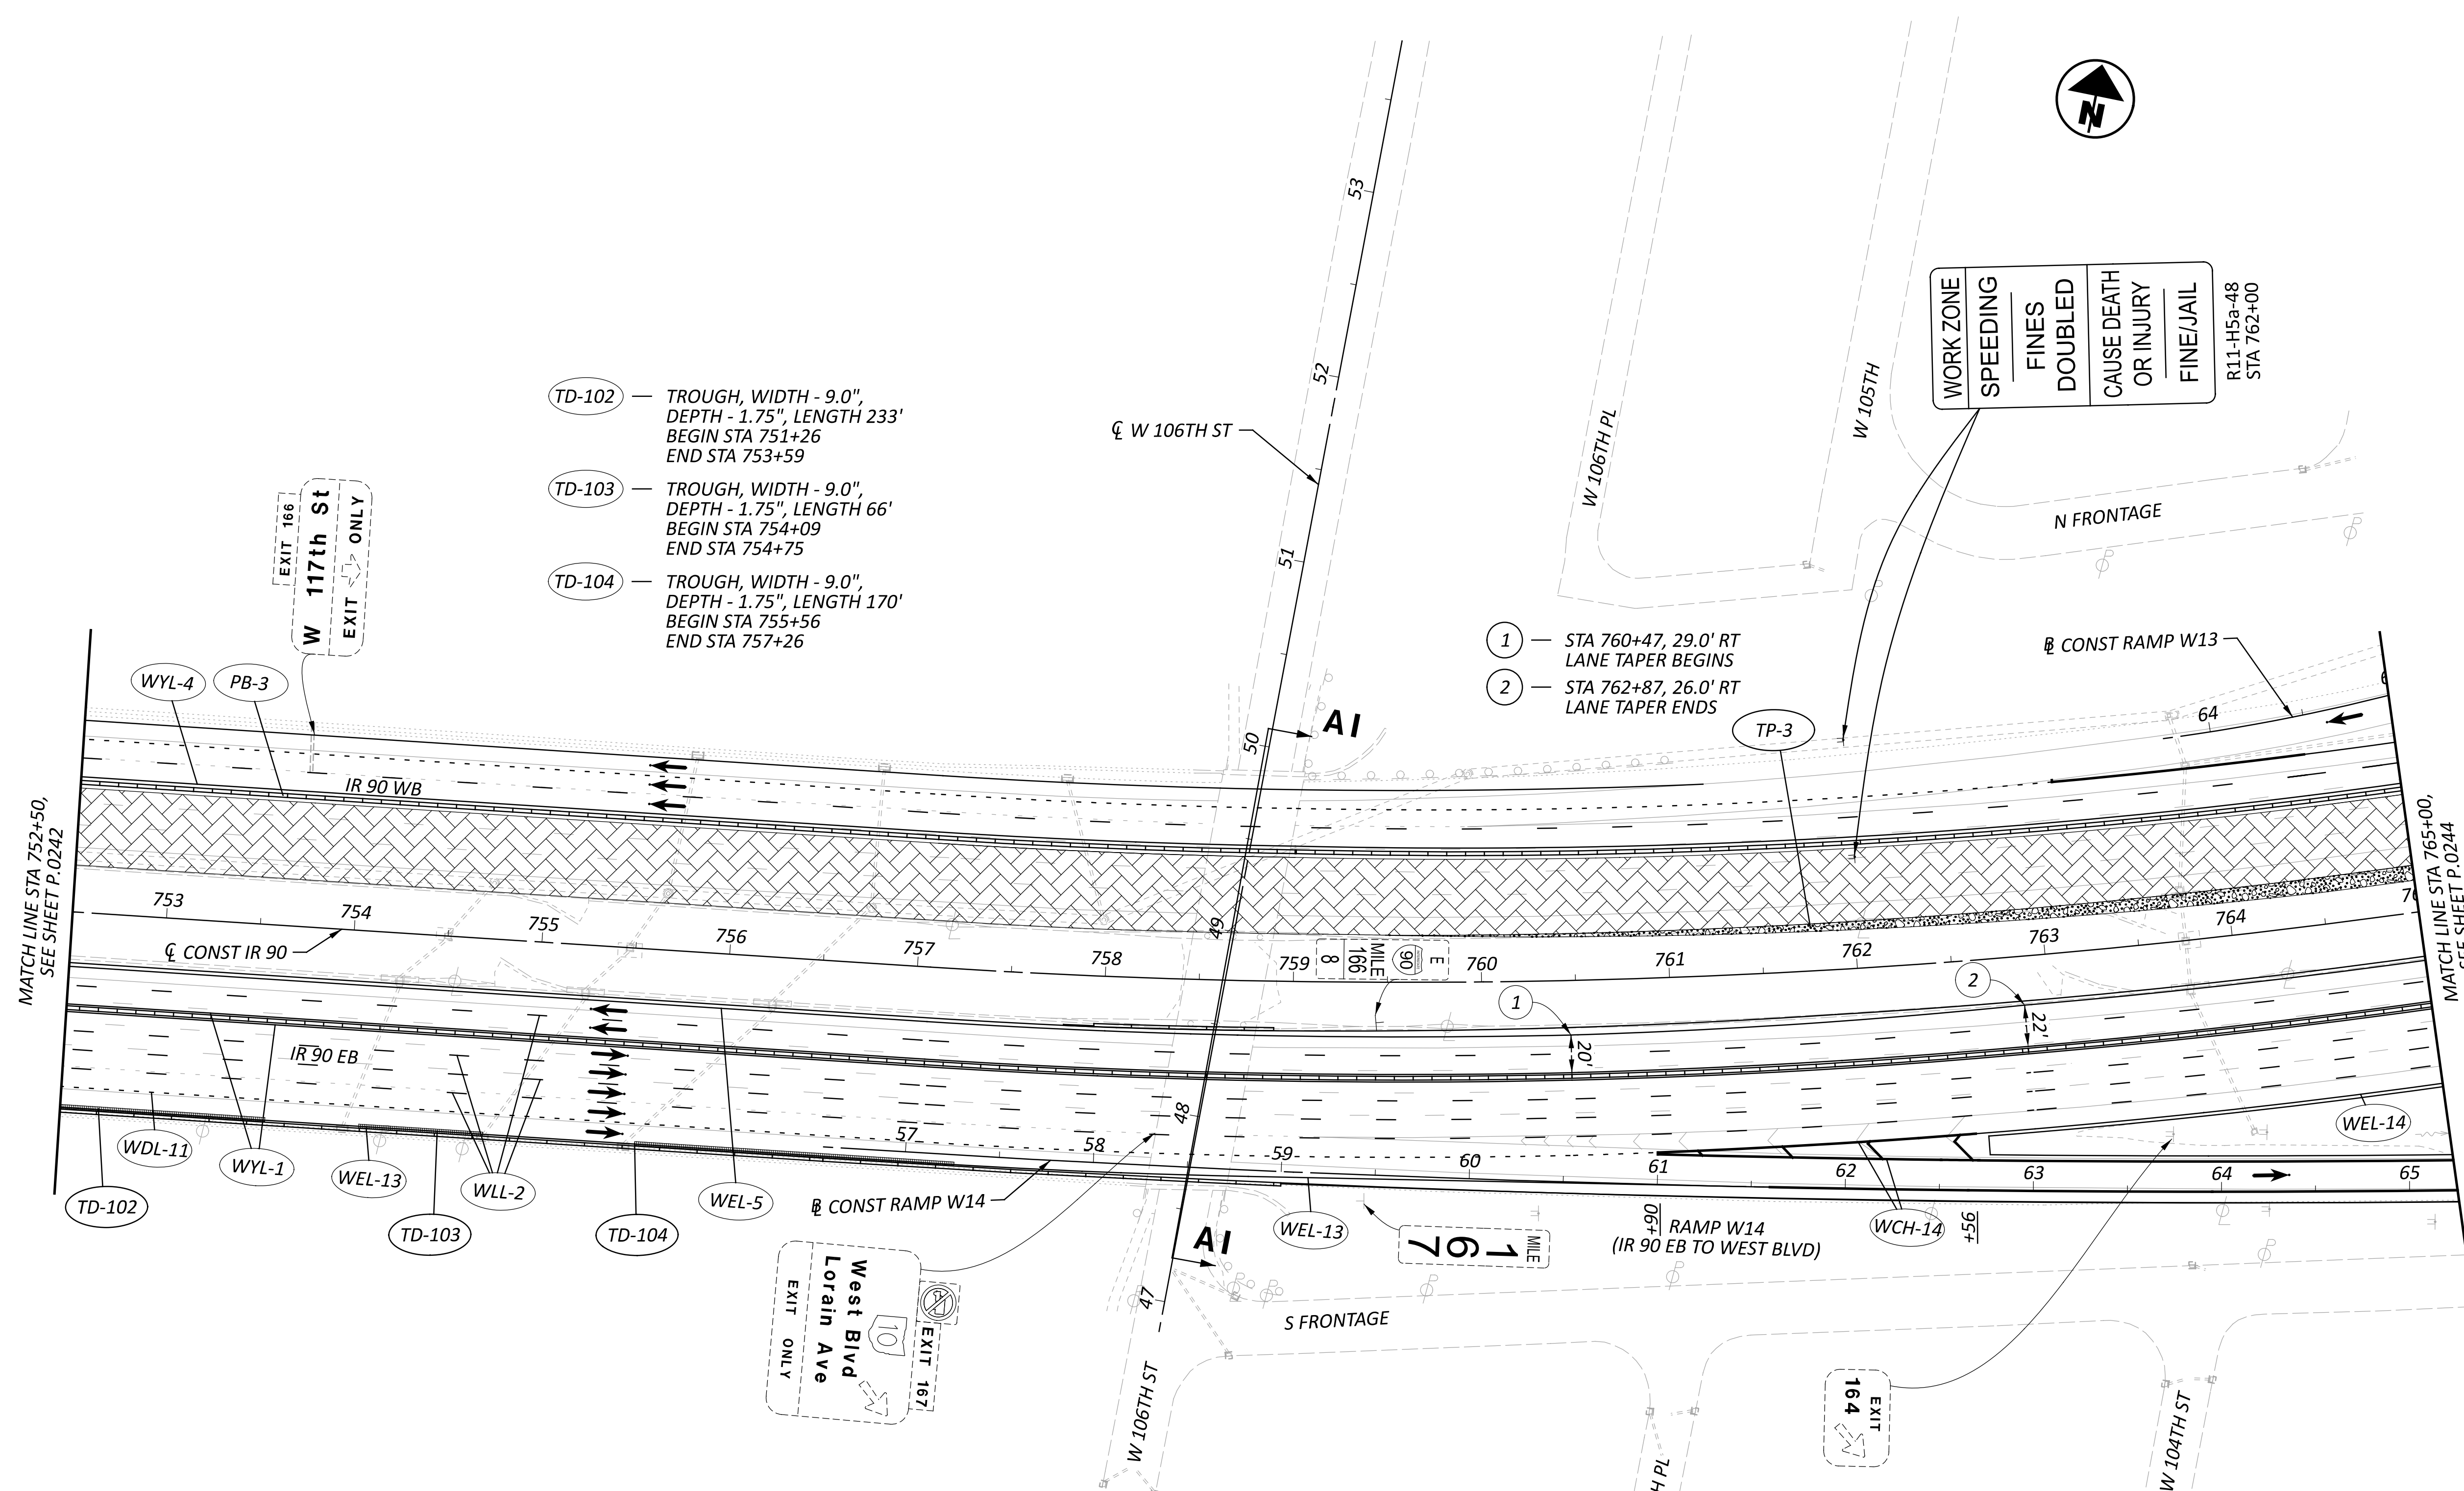 N
53
52
51
50
49
48
47
TD-102
TROUGH, WIDTH - 9.0",
DEPTH - 1.75", LENGTH 233'
BEGIN STA 751+26
END STA 753+59
TD-103
TROUGH, WIDTH - 9.0",
DEPTH - 1.75", LENGTH 66'
BEGIN STA 754+09
END STA 754+75
TD-104
TROUGH, WIDTH - 9.0",
DEPTH - 1.75", LENGTH 170'
BEGIN STA 755+56
END STA 757+26
℄ W 106TH ST
W 106TH PL
W 105TH
WORK ZONE
SPEEDING
FINES
DOUBLED
CAUSE DEATH
OR INJURY
FINE/JAIL
R11-H5a-48
STA 762+00
N FRONTAGE
EXIT 166
W 117th St
EXIT ONLY
1
STA 760+47, 29.0' RT
LANE TAPER BEGINS
2
STA 762+87, 26.0' RT
LANE TAPER ENDS
BL CONST RAMP W13
WYL-4
PB-3
TP-3
A I
64
IR 90 WB
MATCH LINE STA 752+50,
SEE SHEET P.0242
MATCH LINE STA 765+00,
SEE SHEET P.0244
753
754
755
756
757
758
759
760
761
762
763
764
℄ CONST IR 90
E
90
MILE
166
8
1
2
20'
22'
IR 90 EB
57
58
59
60
61
62
63
64
65
WDL-11
WYL-1
WEL-13
WLL-2
WEL-5
WEL-14
TD-102
TD-103
TD-104
BL CONST RAMP W14
WEL-13
A I
MILE
167
+90
RAMP W14
(IR 90 EB TO WEST BLVD)
WCH-14
+95
EXIT 167
10
West Blvd
Lorain Ave
EXIT ONLY
S FRONTAGE
W 106TH ST
H PL
EXIT
164
W 104TH ST